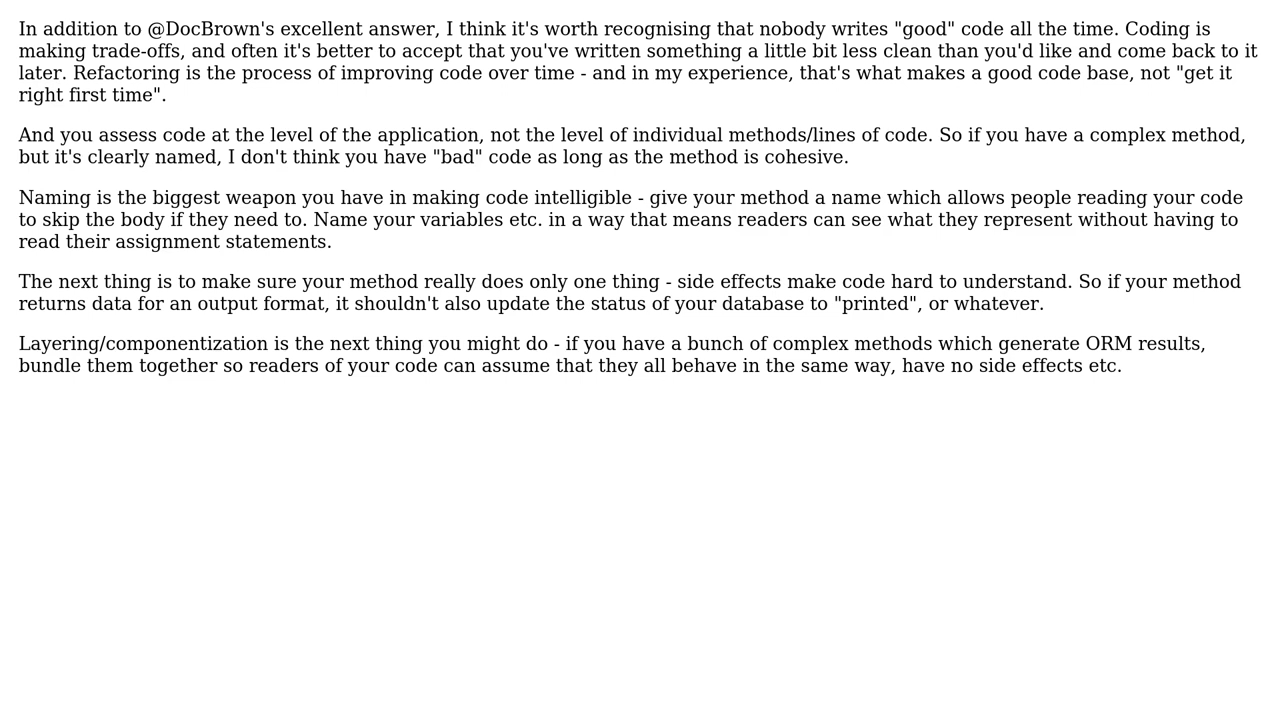 In addition to @DocBrown's excellent answer, I think it's worth recognising that nobody writes "good" code all the time. Coding is
making trade-offs, and often it's better to accept that you've written something a little bit less clean than you'd like and come back to it
later. Refactoring is the process of improving code over time - and in my experience, that's what makes a good code base, not "get it
right first time".
And you assess code at the level of the application, not the level of individual methods/lines of code. So if you have a complex method,
but it's clearly named, I don't think you have "bad" code as long as the method is cohesive.
Naming is the biggest weapon you have in making code intelligible - give your method a name which allows people reading your code
to skip the body if they need to. Name your variables etc. in a way that means readers can see what they represent without having to
read their assignment statements.
The next thing is to make sure your method really does only one thing - side effects make code hard to understand. So if your method
returns data for an output format, it shouldn't also update the status of your database to "printed", or whatever.
Layering/componentization is the next thing you might do - if you have a bunch of complex methods which generate ORM results,
bundle them together so readers of your code can assume that they all behave in the same way, have no side effects etc.